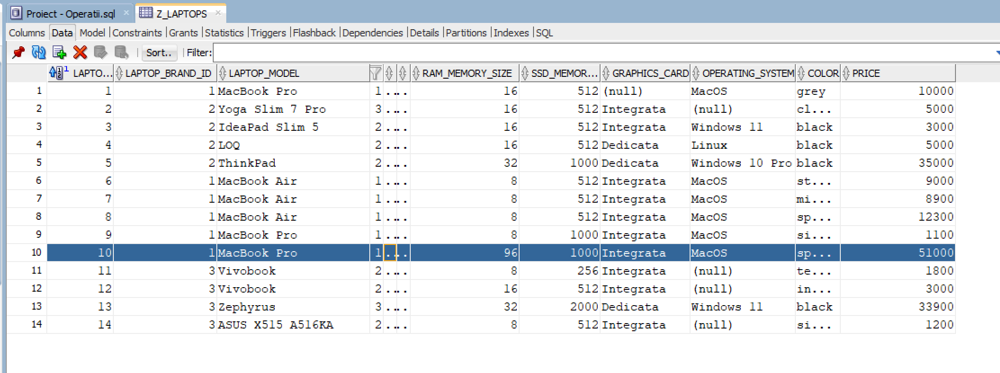 Proiect - Operatii.sql × Z_LAPTOPS ×
Columns Data Model Constraints Grants Statistics Triggers Flashback Dependencies Details Partitions Indexes SQL
Sort.. Filter:
1 LAPTO... LAPTOP_BRAND_ID LAPTOP_MODEL RAM_MEMORY_SIZE SSD_MEMOR... GRAPHICS_CARD OPERATING_SYSTEM COLOR PRICE
1 1 1 MacBook Pro 1 . .. . 16 512 (null) MacOS grey 10000
2 2 2 Yoga Slim 7 Pro 3 . .. . 16 512 Integrata (null) cl... 5000
3 3 2 IdeaPad Slim 5 2 . .. . 16 512 Integrata Windows 11 black 3000
4 4 2 LOQ 2 . .. . 16 512 Dedicata Linux black 5000
5 5 2 ThinkPad 2 . .. . 32 1000 Dedicata Windows 10 Pro black 35000
6 6 1 MacBook Air 1 . .. . 8 512 Integrata MacOS st... 9000
7 7 1 MacBook Air 1 . .. . 8 512 Integrata MacOS mi... 8900
8 8 1 MacBook Air 1 . .. . 8 512 Integrata MacOS sp... 12300
9 9 1 MacBook Pro 1 . .. . 8 1000 Integrata MacOS si... 1100
10 10 1 MacBook Pro 1 . .. . 96 1000 Integrata MacOS sp... 51000
11 11 3 Vivobook 2 . .. . 8 256 Integrata (null) te... 1800
12 12 3 Vivobook 2 . .. . 16 512 Integrata (null) in... 3000
13 13 3 Zephyrus 3 . .. . 32 2000 Dedicata Windows 11 black 33900
14 14 3 ASUS X515 A516KA 2 . .. . 8 512 Integrata (null) si... 1200